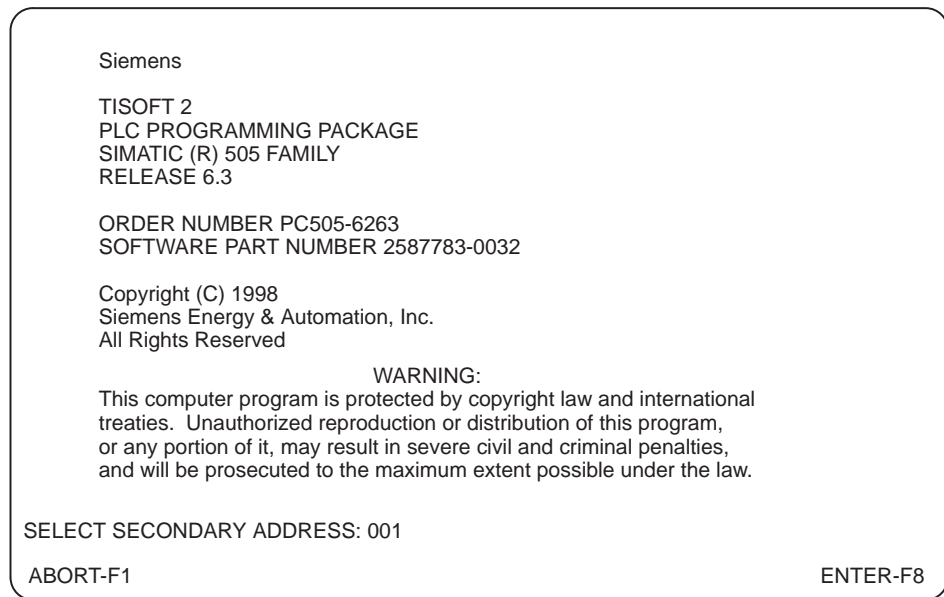 Siemens
TISOFT 2
PLC PROGRAMMING PACKAGE
SIMATIC (R) 505 FAMILY
RELEASE 6.3
ORDER NUMBER PC505-6263
SOFTWARE PART NUMBER 2587783-0032
Copyright (C) 1998
Siemens Energy & Automation, Inc.
All Rights Reserved
WARNING:
This computer program is protected by copyright law and international
treaties.  Unauthorized reproduction or distribution of this program,
or any portion of it, may result in severe civil and criminal penalties,
and will be prosecuted to the maximum extent possible under the law.
SELECT SECONDARY ADDRESS: 001
ABORT-F1 ENTER-F8